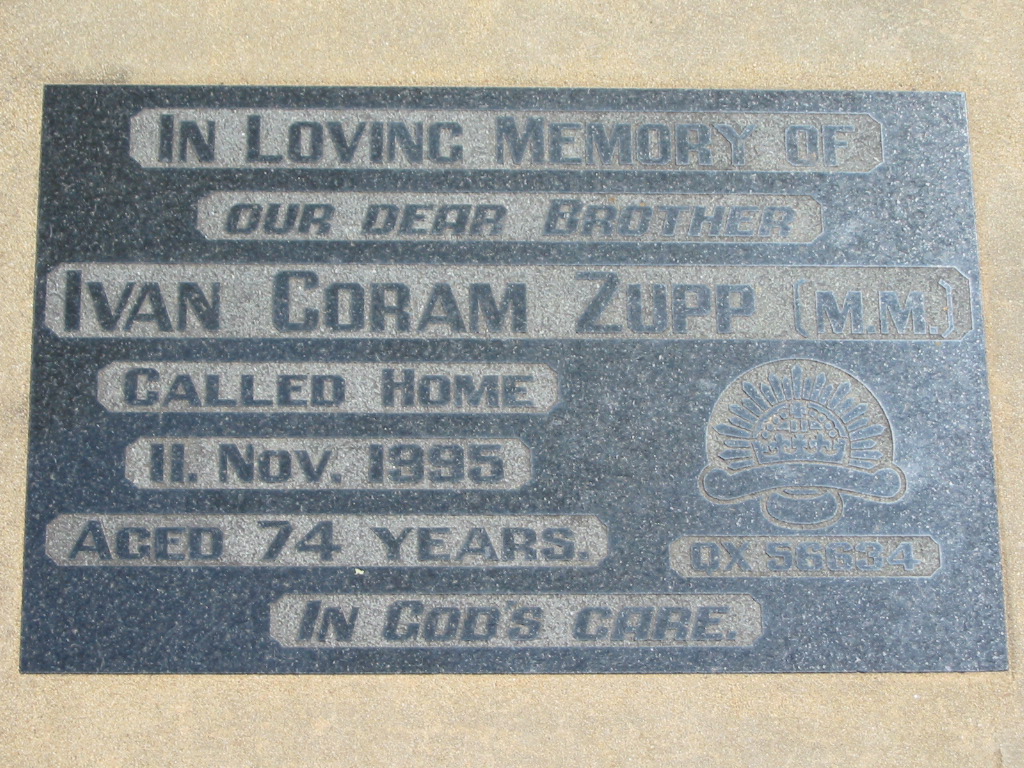 In Loving Memory of
our dear Brother
Ivan Coram Zupp (M.M.)
Called Home
11. Nov. 1995
Aged 74 years.
QX 56634
In God's care.